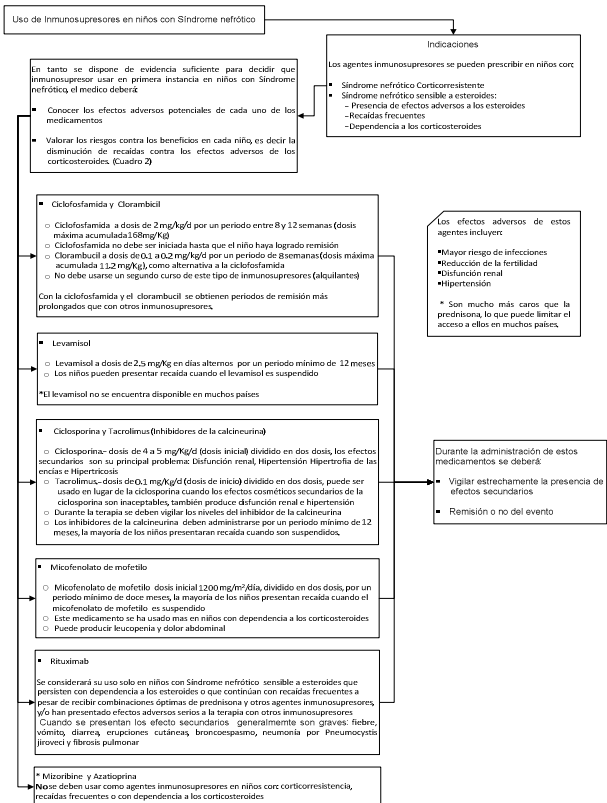 Uso de Inmunosupresores en niños con Síndrome nefrótico
Indicaciones
Los agentes inmunosupresores se pueden prescribir en niños con:
▪ Síndrome nefrótico Corticorresistente
▪ Síndrome nefrótico sensible a esteroides:
– Presencia de efectos adversos a los esteroides
–Recaídas frecuentes
–Dependencia a los corticosteroides
En tanto se dispone de evidencia suficiente para decidir que
inmunosupresor usar en primera instancia en niños con Síndrome
nefrótico, el medico deberá:
▪ Conocer los efectos adversos potenciales de cada uno de los
medicamentos
▪ Valorar los riesgos contra los beneficios en cada niño, es decir la
disminución de recaídas contra los efectos adversos de los
corticosteroides. (Cuadro 2)
▪ Ciclofosfamida y Clorambicil
○ Ciclofosfamida a dosis de 2 mg/kg/d por un periodo entre 8 y 12 semanas (dosis
máxima acumulada 168mg/Kg)
○ Ciclofosfamida no debe ser iniciada hasta que el niño haya logrado remisión
○ Clorambucil a dosis de 0.1 a 0.2 mg/kg/d por un periodo de 8 semanas (dosis máxima
acumulada 11.2 mg/Kg), como alternativa a la ciclofosfamida
○ No debe usarse un segundo curso de este tipo de inmunosupresores (alquilantes)
Con la ciclofosfamida y el clorambucil se obtienen periodos de remisión más
prolongados que con otros inmunosupresores.
Los efectos adversos de estos
agentes incluyen:
▪Mayor riesgo de infecciones
▪Reducción de la fertilidad
▪Disfunción renal
▪Hipertensión
* Son mucho más caros que la
prednisona, lo que puede limitar el
acceso a ellos en muchos países.
▪ Levamisol
○ Levamisol a dosis de 2.5 mg/Kg en días alternos por un periodo mínimo de 12 meses
○ Los niños pueden presentar recaída cuando el levamisol es suspendido
*El levamisol no se encuentra disponible en muchos países
▪ Ciclosporina y Tacrolimus (Inhibidores de la calcineurina)
○ Ciclosporina.– dosis de 4 a 5 mg/Kg/d (dosis inicial) dividido en dos dosis, los efectos
secundarios son su principal problema: Disfunción renal, Hipertensión Hipertrofia de las
encías e Hipertricosis
○ Tacrolimus.– dosis de 0.1 mg/Kg/d (dosis de inicio) dividido en dos dosis, puede ser
usado en lugar de la ciclosporina cuando los efectos cosméticos secundarios de la
ciclosporina son inaceptables, también produce disfunción renal e hipertensión
○ Durante la terapia se deben vigilar los niveles del inhibidor de la calcineurina
○ Los inhibidores de la calcineurina deben administrarse por un periodo mínimo de 12
meses, la mayoría de los niños presentaran recaída cuando son suspendidos.
Durante la administración de estos
medicamentos se deberá:
▪ Vigilar estrechamente la presencia de
efectos secundarios
▪ Remisión o no del evento
▪ Micofenolato de mofetilo
○ Micofenolato de mofetilo dosis inicial 1200 mg/m²/día, dividido en dos dosis, por un
periodo mínimo de doce meses, la mayoría de los niños presentan recaída cuando el
micofenolato de mofetilo es suspendido
○ Este medicamento se ha usado mas en niños con dependencia a los corticosteroides
○ Puede producir leucopenia y dolor abdominal
▪ Rituximab
Se considerará su uso solo en niños con Síndrome nefrótico sensible a esteroides que
persisten con dependencia a los esteroides o que continúan con recaídas frecuentes a
pesar de recibir combinaciones óptimas de prednisona y otros agentes inmunosupresores,
y/o han presentado efectos adversos serios a la terapia con otros inmunosupresores
Cuando se presentan los efecto secundarios generalmemte son graves: fiebre,
vómito, diarrea, erupciones cutáneas, broncoespasmo, neumonía por Pneumocystis
jiroveci y fibrosis pulmonar
* Mizoribine y Azatioprina
No se deben usar como agentes inmunosupresores en niños con: corticorresistencia,
recaídas frecuentes o con dependencia a los corticosteroides